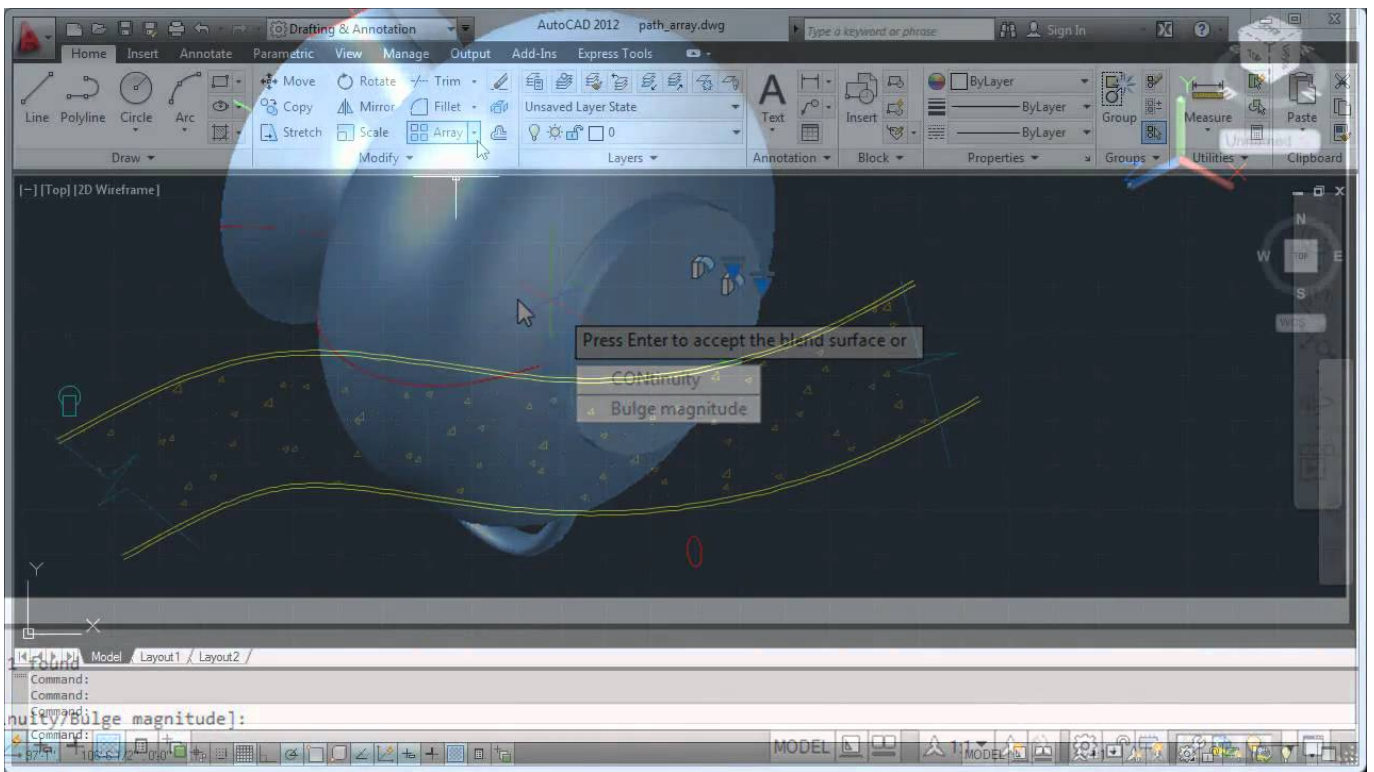 Drafting & Annotation
AutoCAD 2012 path_array.dwg
Type a keyword or phrase
Sign In
Home Insert Annotate Parametric View Manage Output Add-Ins Express Tools
Move Rotate Trim
ByLayer
Copy Mirror Fillet
Unsaved Layer State
ByLayer
Line Polyline Circle Arc
Text
Insert
Group
Measure
Paste
Stretch Scale Array
0
ByLayer
Draw Modify Layers Annotation Block Properties Groups Utilities Clipboard
[−] [Top] [2D Wireframe]
N
W TOP E
S
WCS
Press Enter to accept the blend surface or
CONtinuity
Bulge magnitude
Y
X
1 found
Model Layout1 Layout2
Command:
Command:
Command:
nuity/Bulge magnitude]:
Command:
MODEL
MODEL